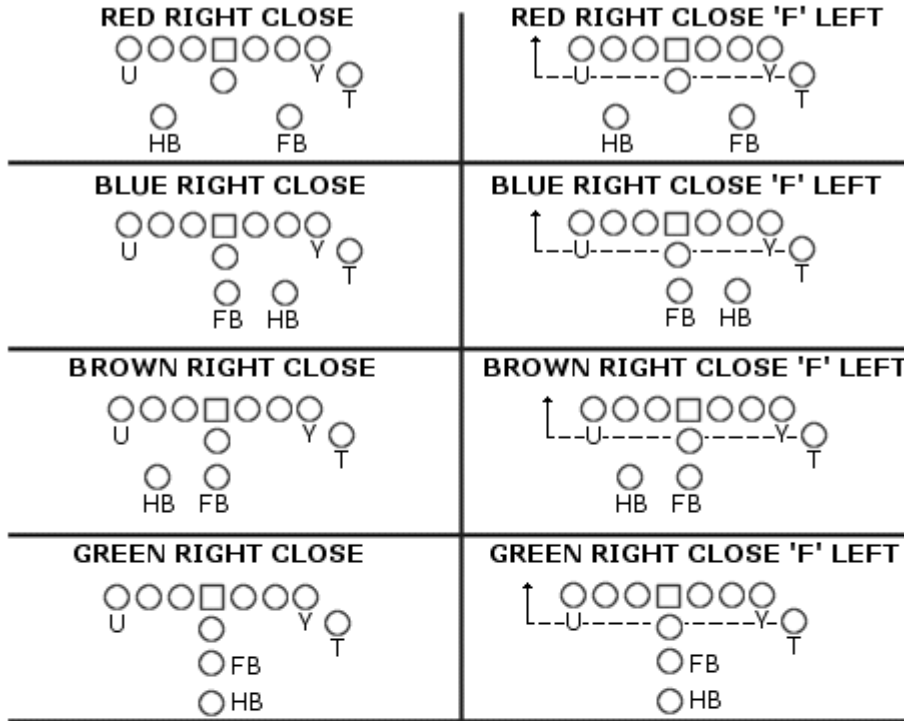 RED RIGHT CLOSE
U
Y
T
HB
FB
RED RIGHT CLOSE 'F' LEFT
U
Y
T
HB
FB
BLUE RIGHT CLOSE
U
Y
T
FB HB
BLUE RIGHT CLOSE 'F' LEFT
U
Y
T
FB HB
BROWN RIGHT CLOSE
U
Y
T
HB FB
BROWN RIGHT CLOSE 'F' LEFT
U
Y
T
HB FB
GREEN RIGHT CLOSE
U
Y
T
FB
HB
GREEN RIGHT CLOSE 'F' LEFT
U
Y
T
FB
HB